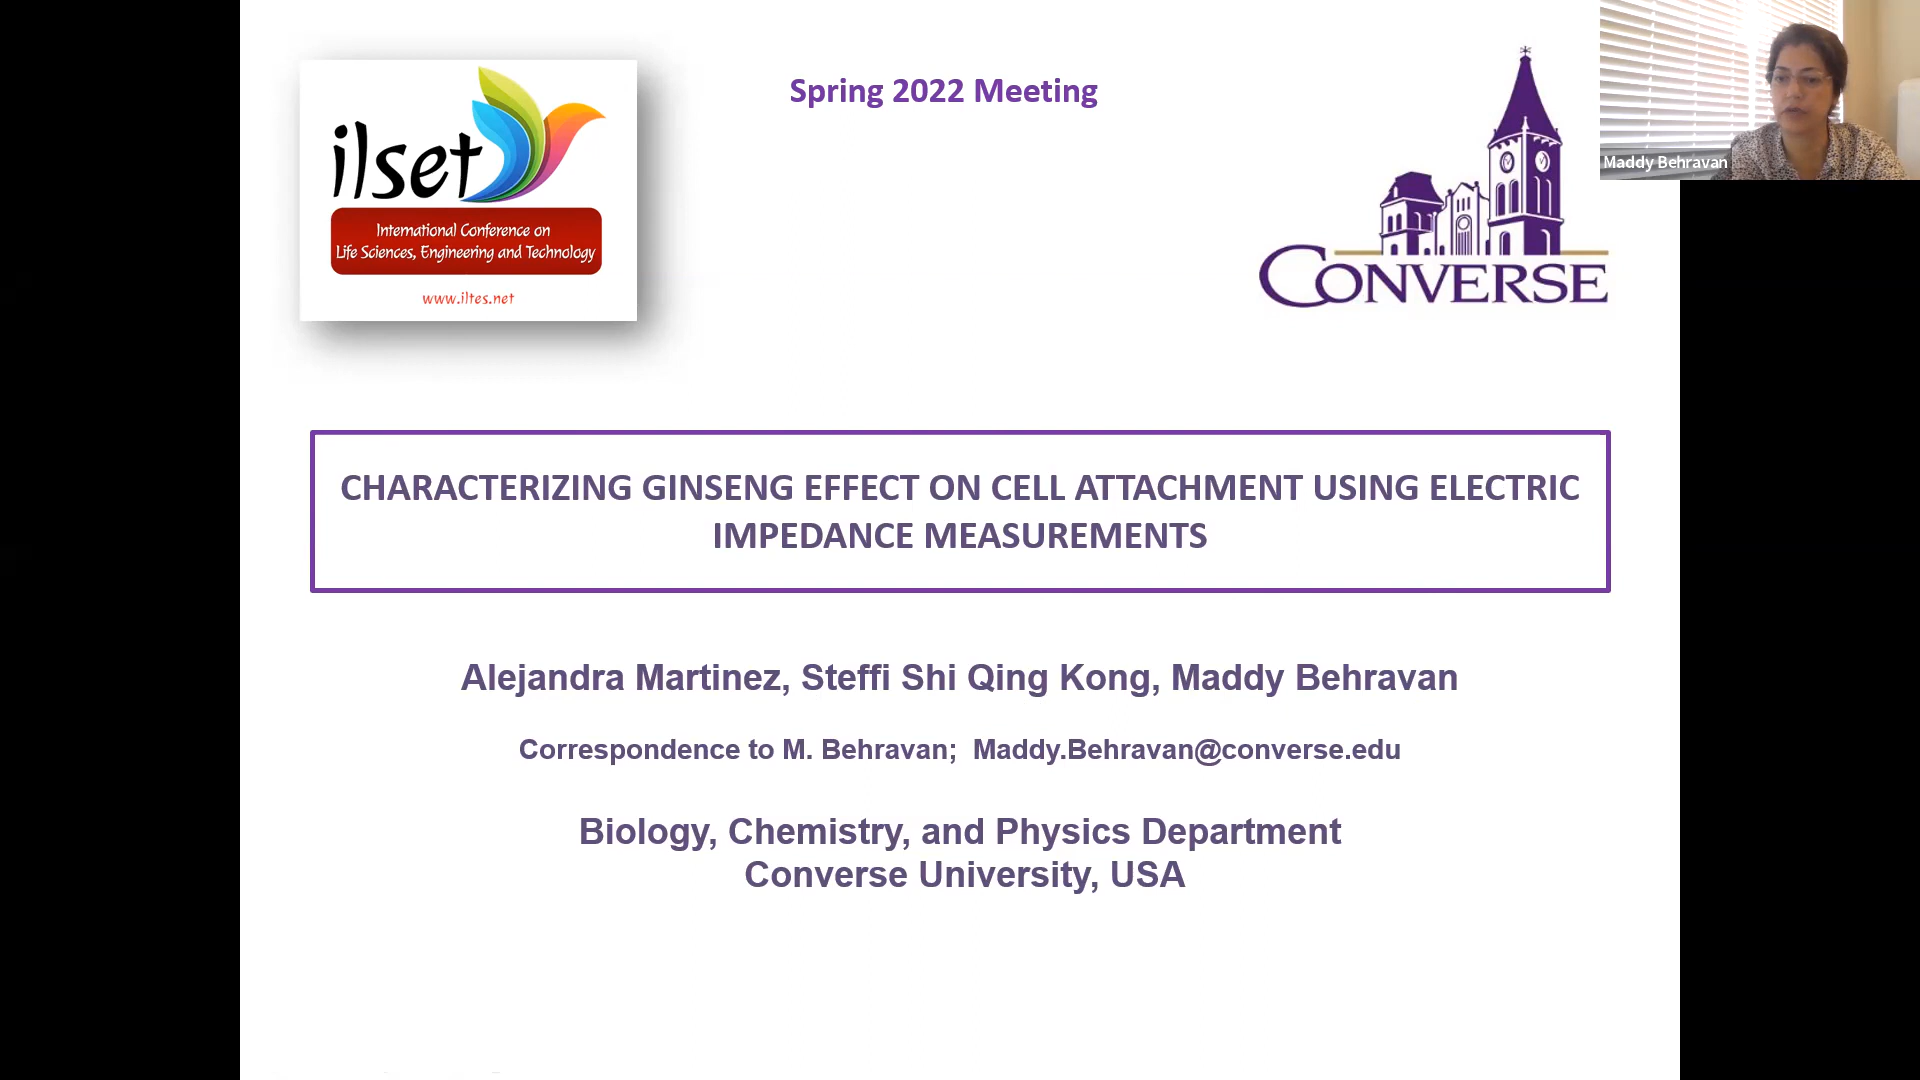 Spring 2022 Meeting
ilset
International Conference on
Life Sciences, Engineering and Technology
www.iltes.net
CONVERSE
Maddy Behravan
CHARACTERIZING GINSENG EFFECT ON CELL ATTACHMENT USING ELECTRIC
IMPEDANCE MEASUREMENTS
Alejandra Martinez, Steffi Shi Qing Kong, Maddy Behravan
Correspondence to M. Behravan;  Maddy.Behravan@converse.edu
Biology, Chemistry, and Physics Department
Converse University, USA